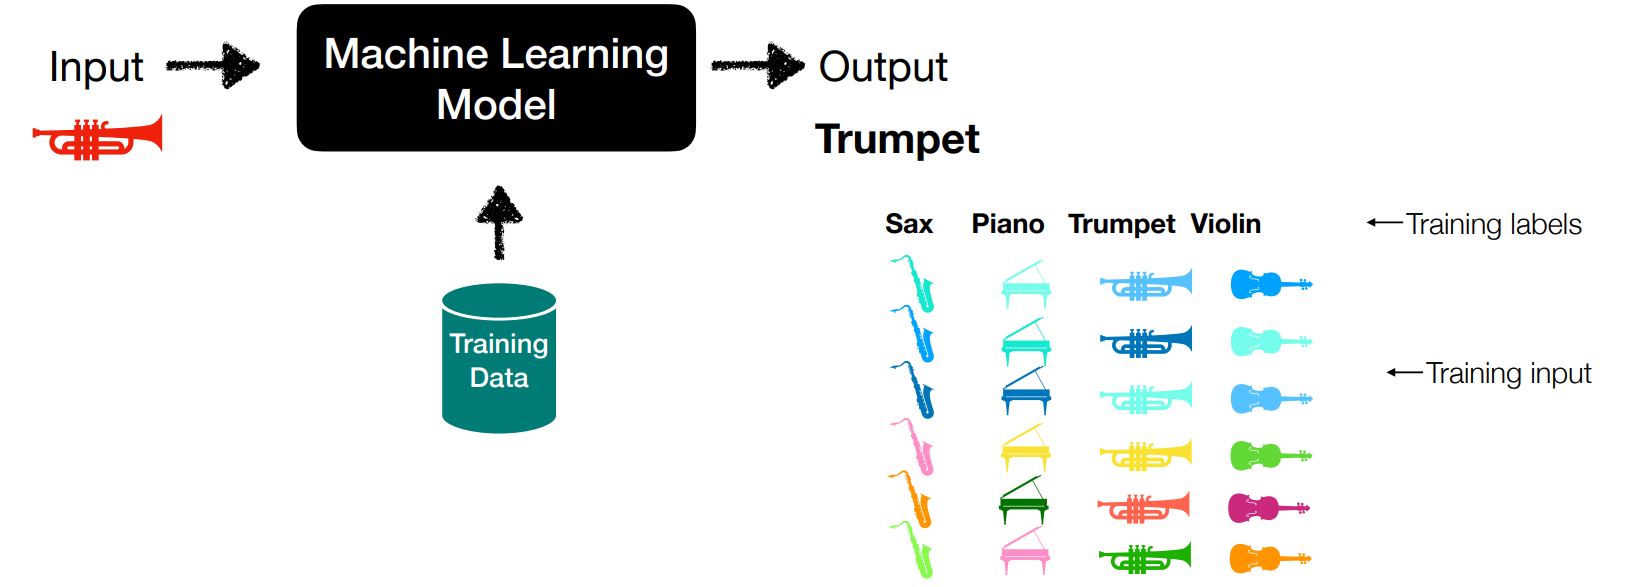 Input
Machine Learning
Model
Output
Trumpet
Training
Data
Sax Piano Trumpet Violin
Training labels
Training input